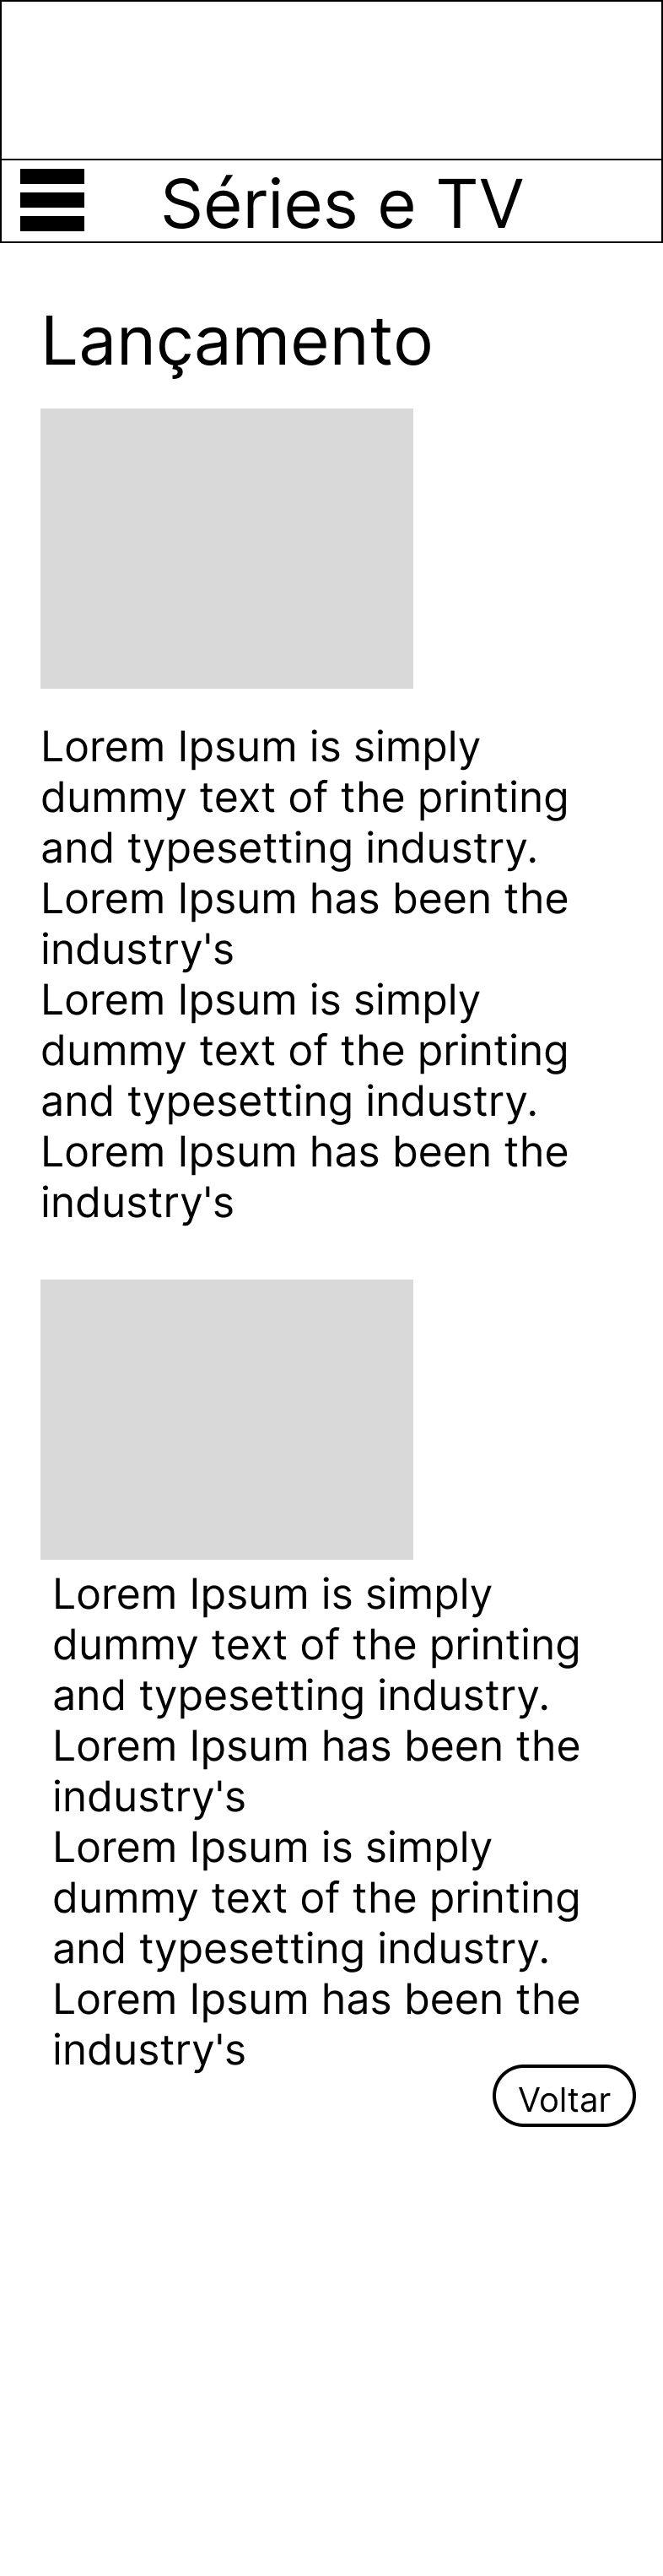 Séries e TV
Lançamento
Lorem Ipsum is simply
dummy text of the printing
and typesetting industry.
Lorem Ipsum has been the
industry's
Lorem Ipsum is simply
dummy text of the printing
and typesetting industry.
Lorem Ipsum has been the
industry's
Lorem Ipsum is simply
dummy text of the printing
and typesetting industry.
Lorem Ipsum has been the
industry's
Lorem Ipsum is simply
dummy text of the printing
and typesetting industry.
Lorem Ipsum has been the
industry's
Voltar